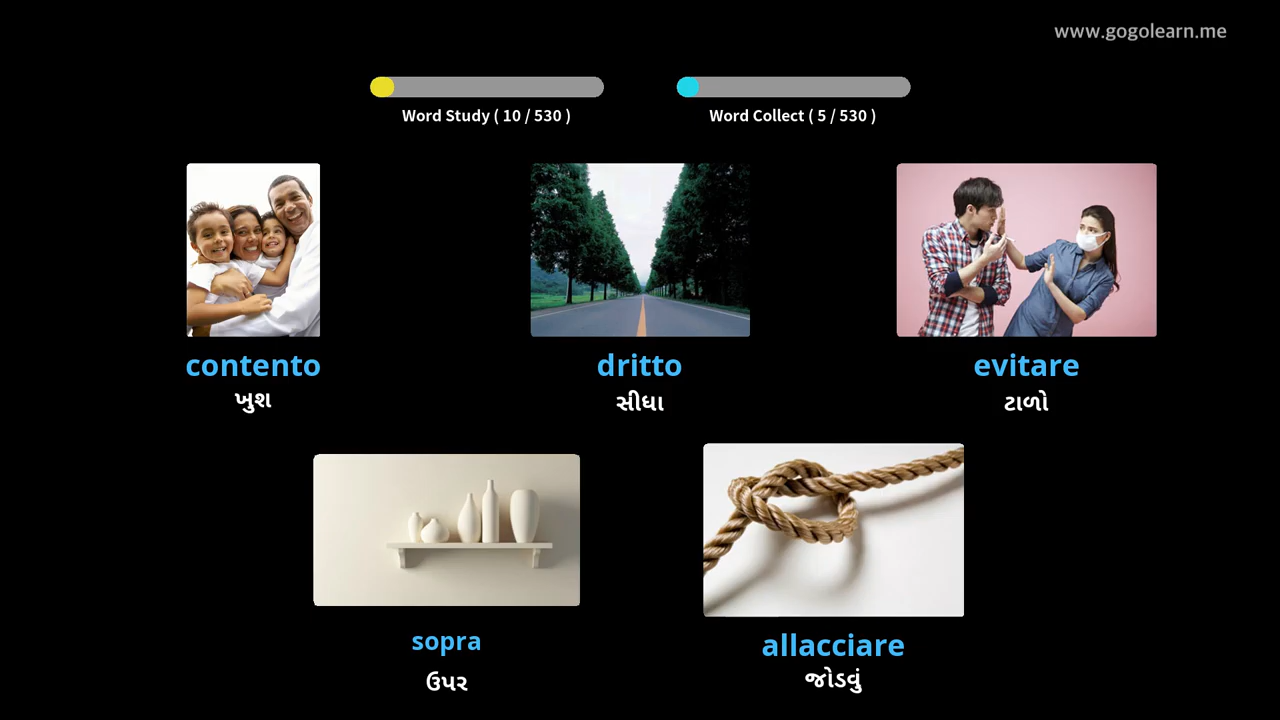 www.gogolearn.me
Word Study ( 10 / 530 )
Word Collect ( 5 / 530 )
contento
ખુશ
dritto
સીધા
evitare
ટાળો
sopra
ઉપર
allacciare
જોડવું